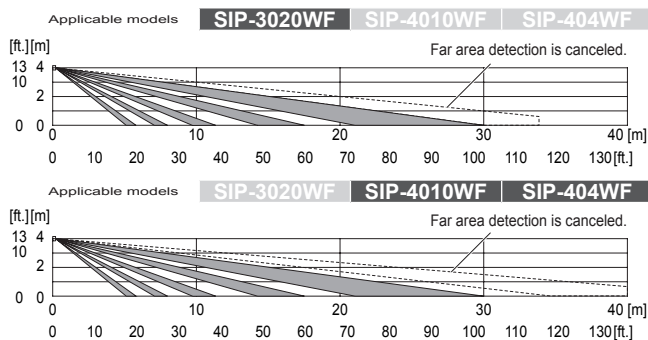 Applicable models SIP-3020WF SIP-4010WF SIP-404WF
[ft.] [m] Far area detection is canceled.
13 4
10
2
0 0
0 10 20 30 40 [m]
0 10 20 30 40 50 60 70 80 90 100 110 120 130 [ft.]
Applicable models SIP-3020WF SIP-4010WF SIP-404WF
[ft.] [m] Far area detection is canceled.
13 4
10
2
0 0
0 10 20 30 40 [m]
0 10 20 30 40 50 60 70 80 90 100 110 120 130 [ft.]